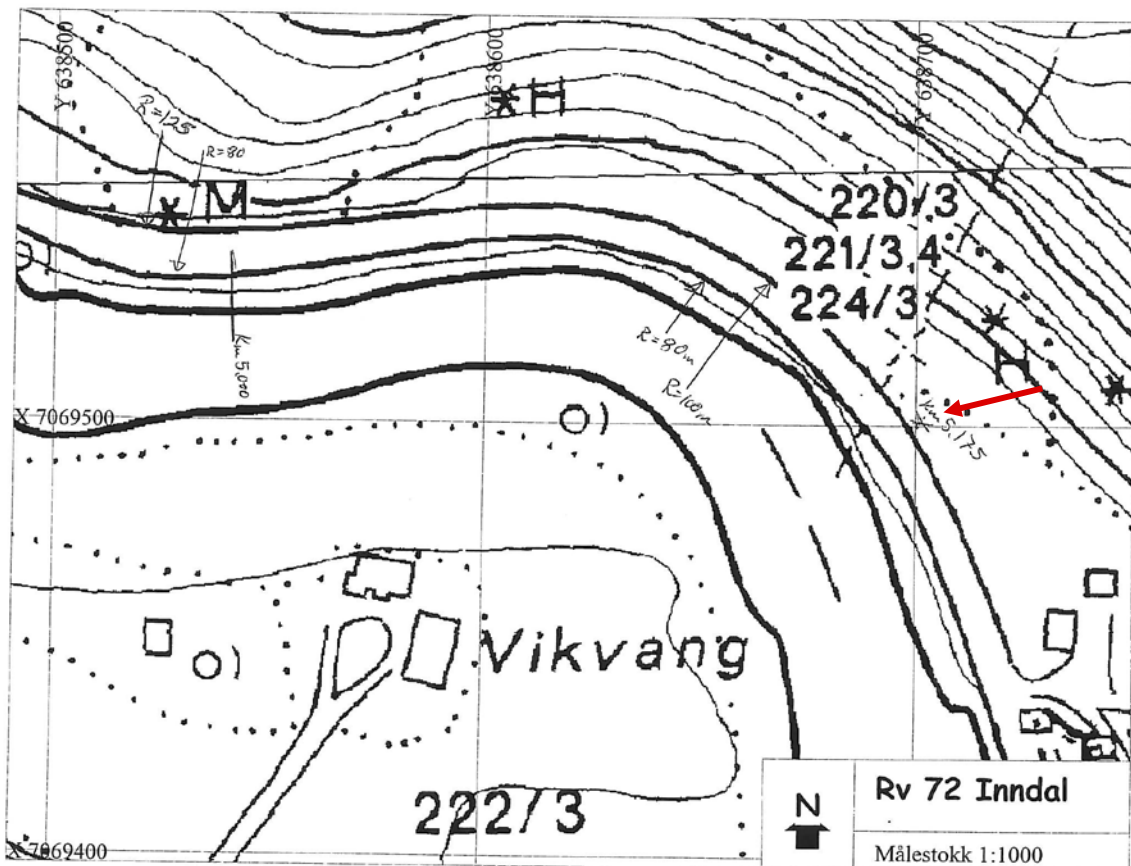 Y 638500
Y 638600
Y 638700
H
R=125
R=80
M
220/3
221/3,4
224/3
R=80m
H
Km 5.000
R=100m
X 7069500
Km 5.175
Vikvang
222/3
N
Rv 72 Inndal
X 7069400
Målestokk 1:1000